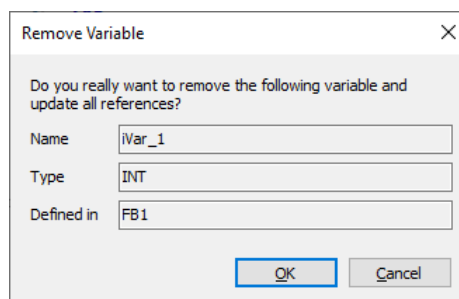 Remove Variable
Do you really want to remove the following variable and
update all references?
Name iVar_1
Type INT
Defined in FB1
OK Cancel